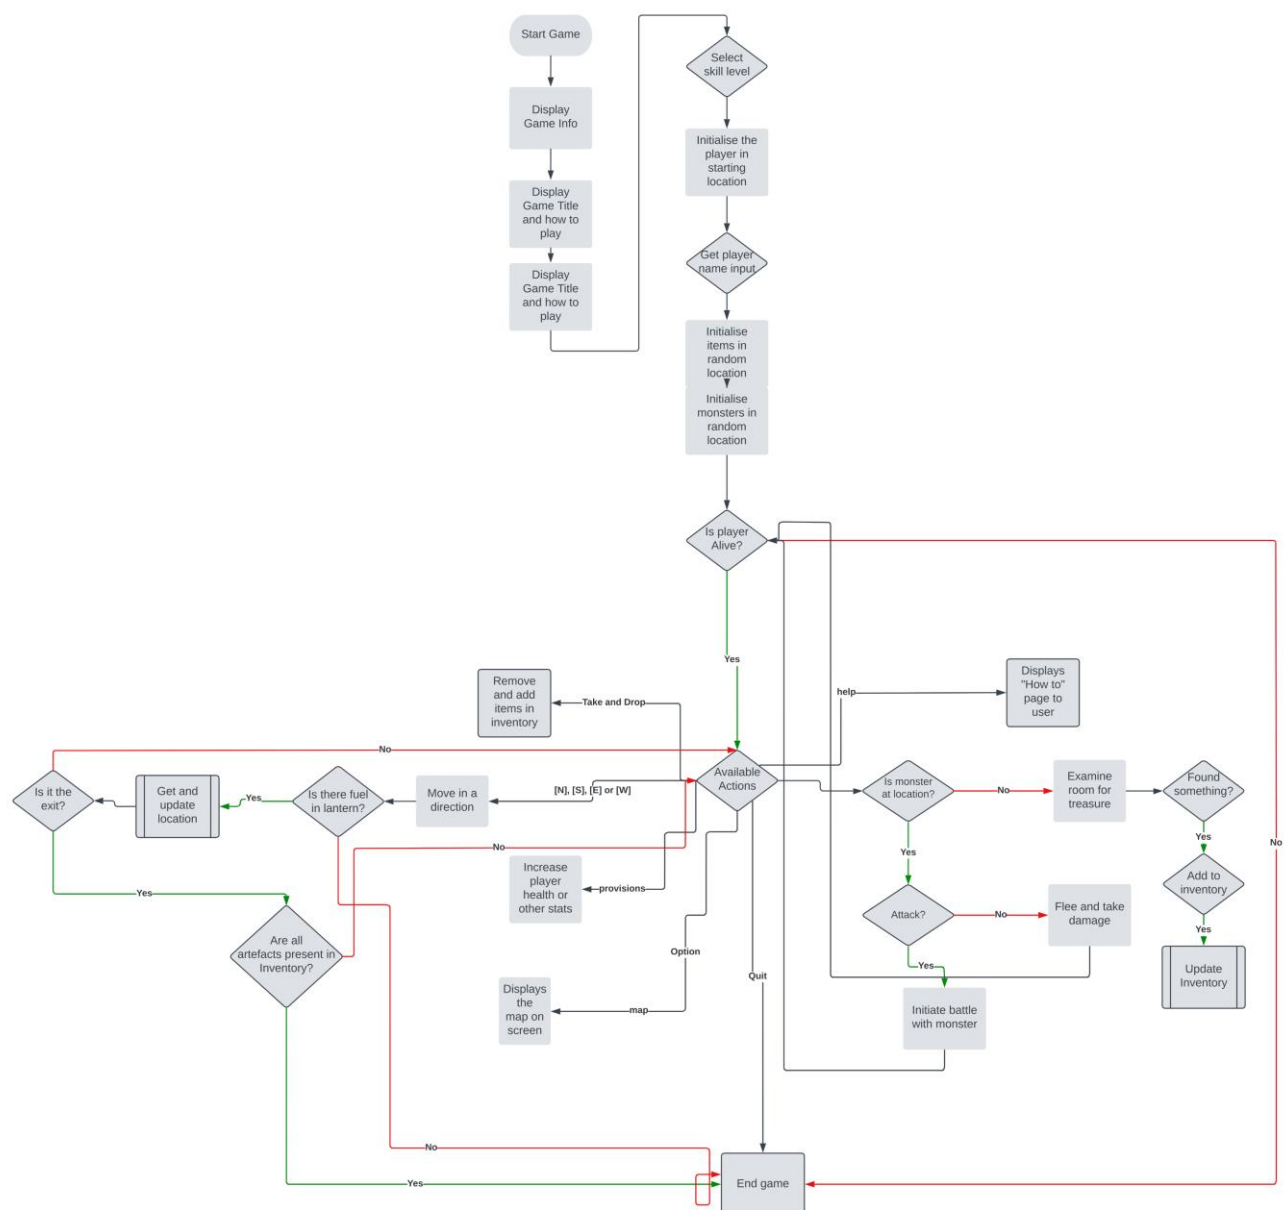 Start Game
Display
Game Info
Display
Game Title
and how to
play
Display
Game Title
and how to
play
Select
skill level
Initialise the
player in
starting
location
Get player
name input
Initialise
items in
random
location
Initialise
monsters in
random
location
Is player
Alive?
Yes
No
Remove
and add
items in
inventory
Take and Drop
help
Displays
"How to"
page to
user
No
Is it the
exit?
Get and
update
location
Yes
Is there fuel
in lantern?
Move in a
direction
[N], [S], [E] or [W]
Available
Actions
Is monster
at location?
No
Examine
room for
treasure
Found
something?
Yes
No
Increase
player
health or
other stats
provisions
Yes
Add to
inventory
Yes
Yes
Are all
artefacts present in
Inventory?
Attack?
No
Flee and take
damage
Update
Inventory
Option
Quit
Yes
Displays
the
map on
screen
map
Initiate battle
with monster
No
Yes
End game